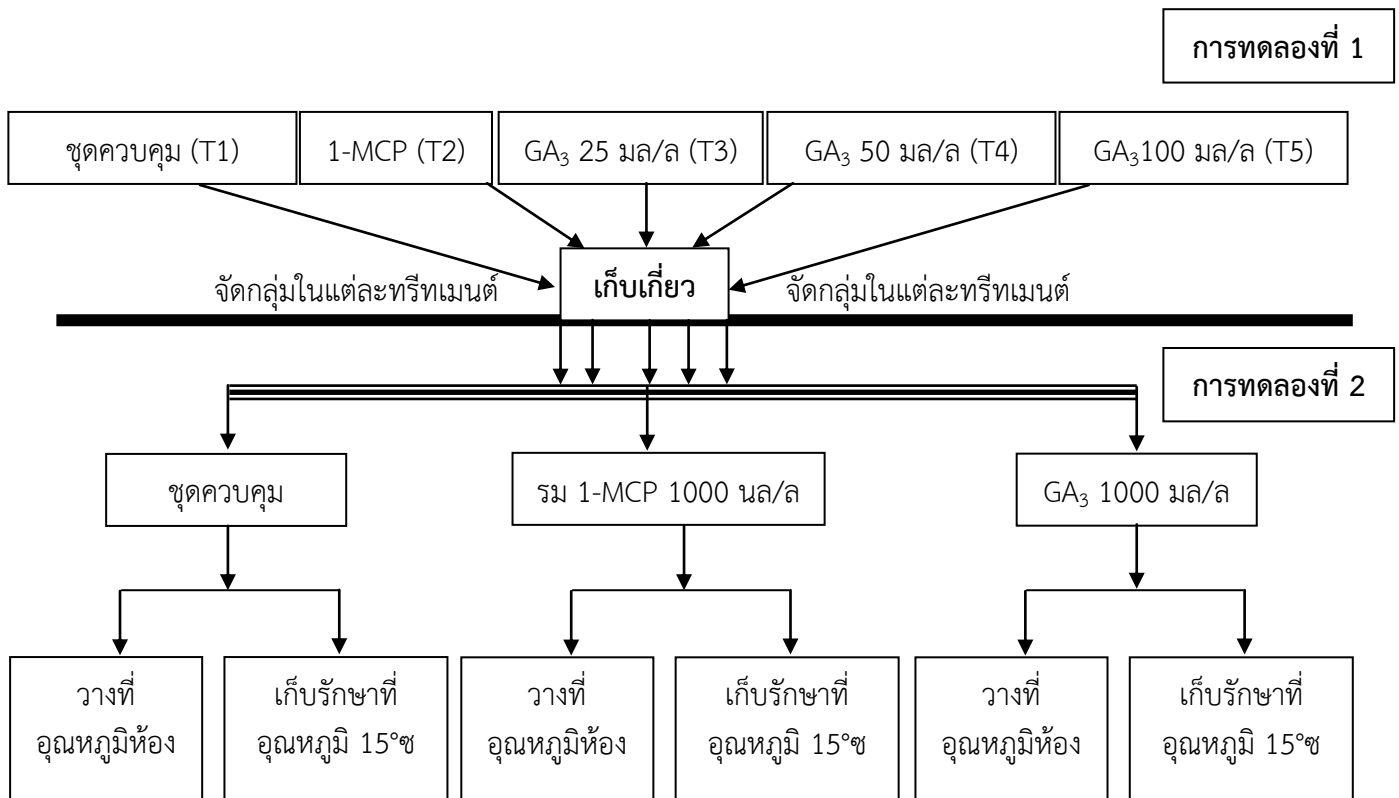 การทดลองที่ 1
ชุดควบคุม (T1)
1-MCP (T2)
GA₃ 25 มล/ล (T3)
GA₃ 50 มล/ล (T4)
GA₃100 มล/ล (T5)
จัดกลุ่มในแต่ละทรีทเมนต์
เก็บเกี่ยว
จัดกลุ่มในแต่ละทรีทเมนต์
การทดลองที่ 2
ชุดควบคุม
รม 1-MCP 1000 นล/ล
GA₃ 1000 มล/ล
วางที่
อุณหภูมิห้อง
เก็บรักษาที่
อุณหภูมิ 15°ซ
วางที่
อุณหภูมิห้อง
เก็บรักษาที่
อุณหภูมิ 15°ซ
วางที่
อุณหภูมิห้อง
เก็บรักษาที่
อุณหภูมิ 15°ซ